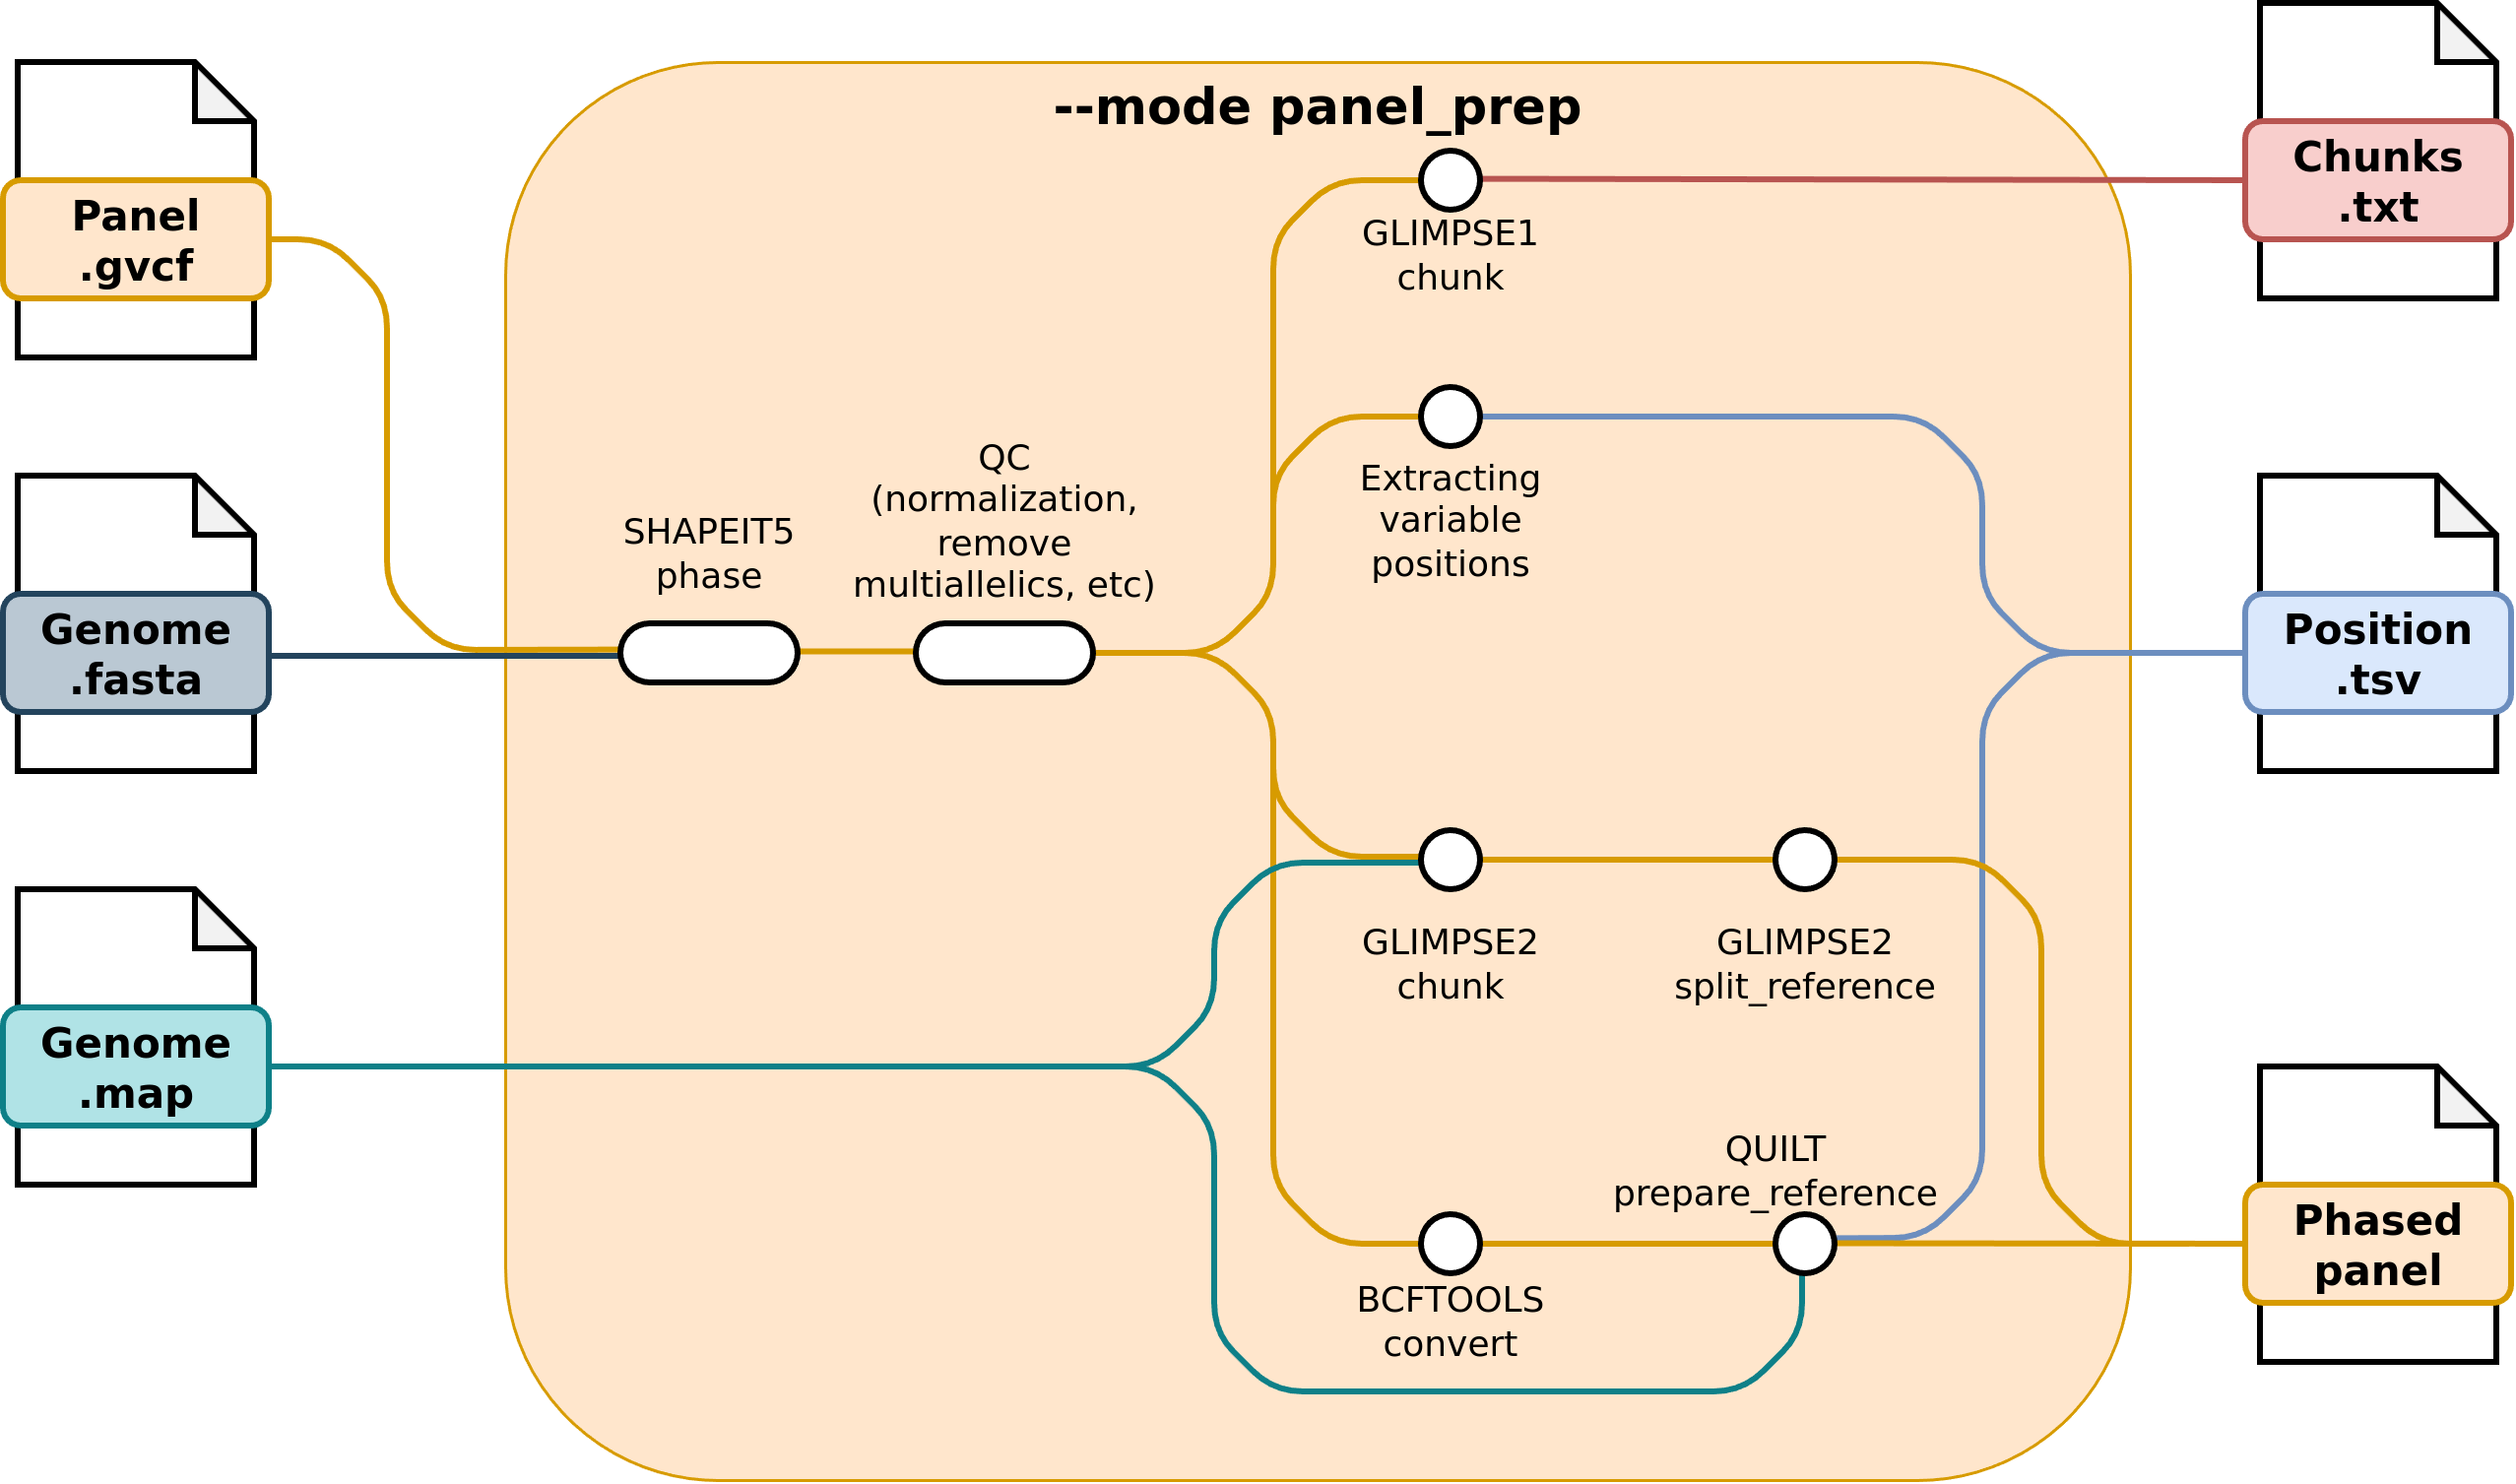 --mode panel_prep
Panel
.gvcf
Genome
.fasta
Genome
.map
SHAPEIT5
phase
QC
(normalization,
remove
multiallelics, etc)
GLIMPSE1
chunk
Extracting
variable
positions
GLIMPSE2
chunk
GLIMPSE2
split_reference
QUILT
prepare_reference
BCFTOOLS
convert
Chunks
.txt
Position
.tsv
Phased
panel